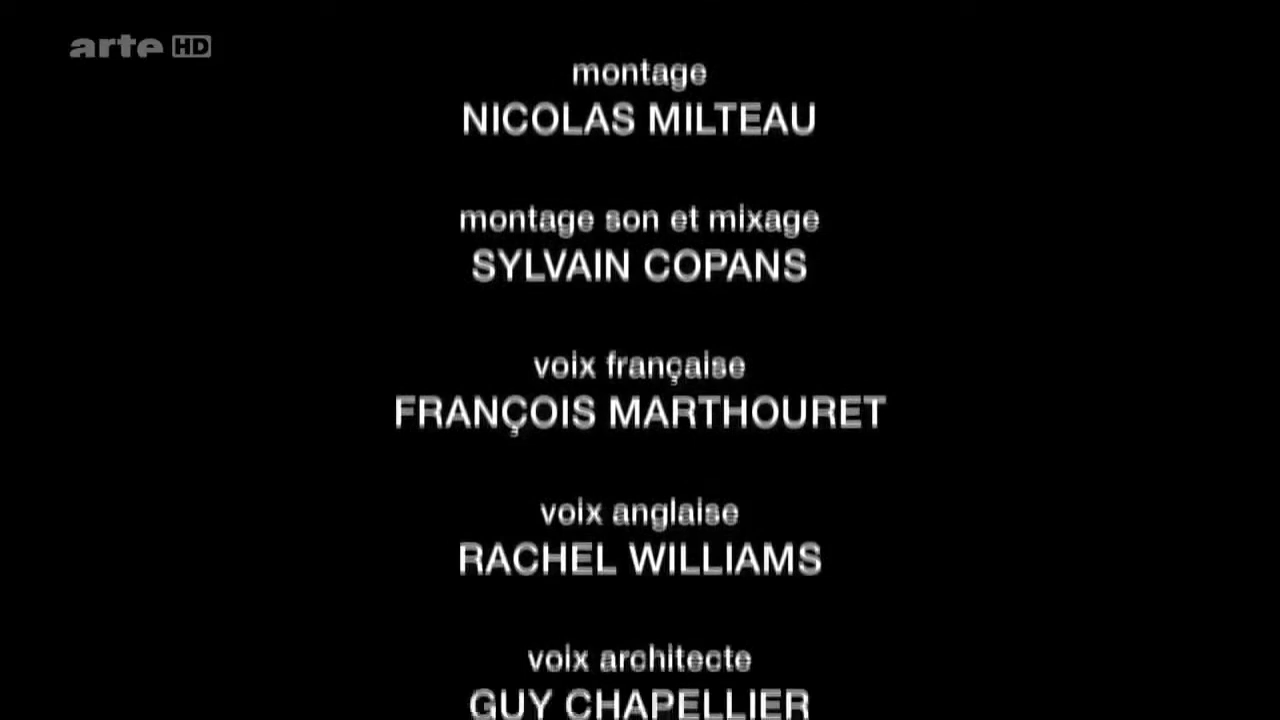 arte HD
montage
NICOLAS MILTEAU
montage son et mixage
SYLVAIN COPANS
voix française
FRANÇOIS MARTHOURET
voix anglaise
RACHEL WILLIAMS
voix architecte
GUY CHAPELLIER